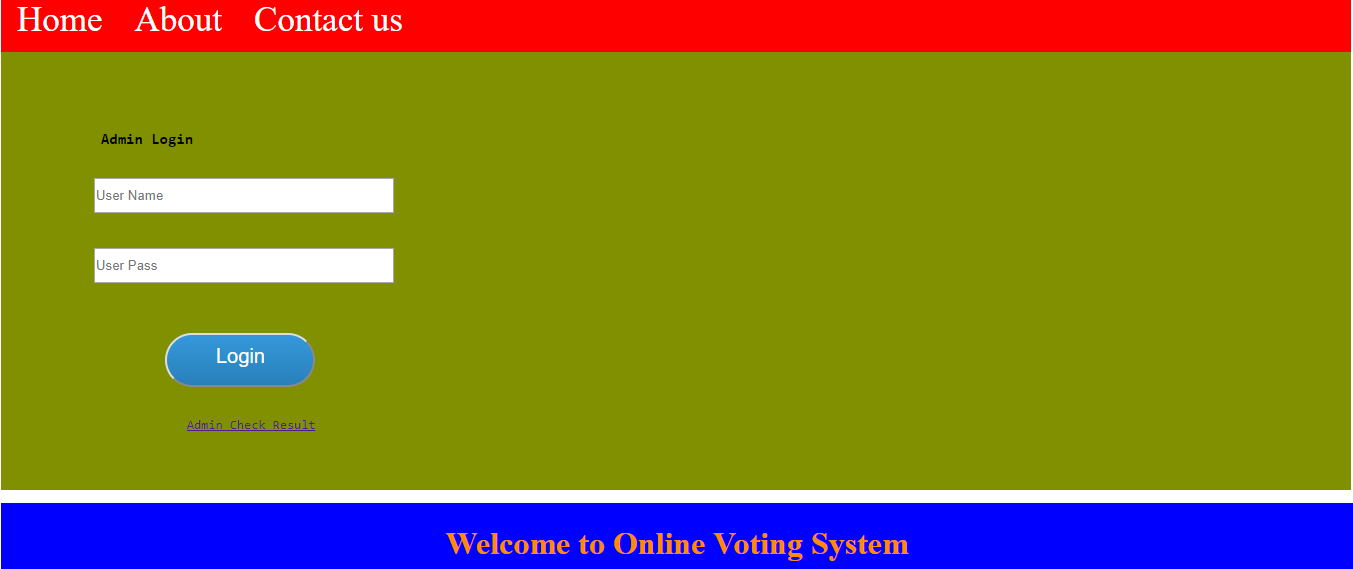 Home About Contact us
Admin Login
User Name
User Pass
Login
Admin Check Result
Welcome to Online Voting System